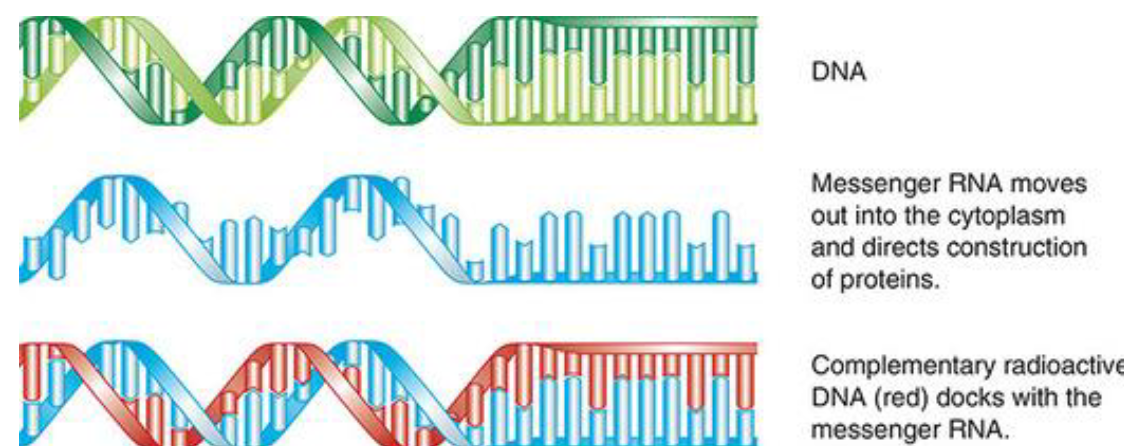 DNA
Messenger RNA moves
out into the cytoplasm
and directs construction
of proteins.
Complementary radioactive
DNA (red) docks with the
messenger RNA.